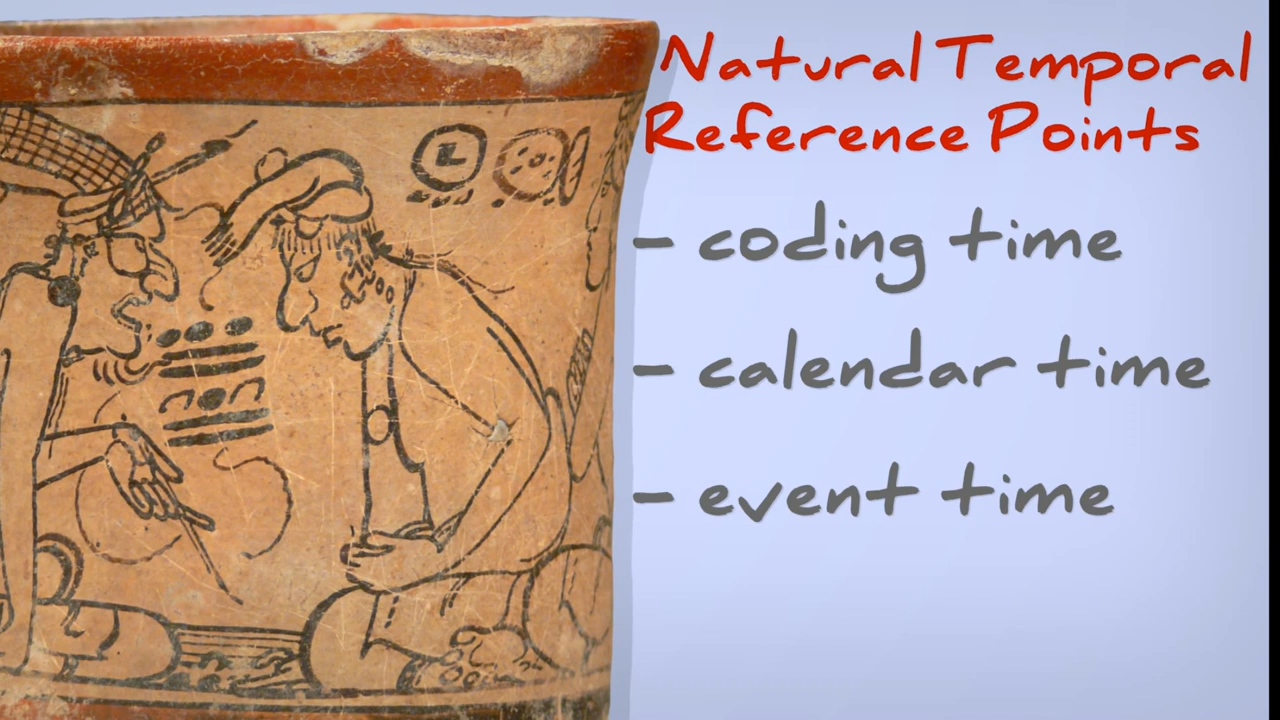 Natural Temporal
Reference Points
- coding time
- calendar time
- event time